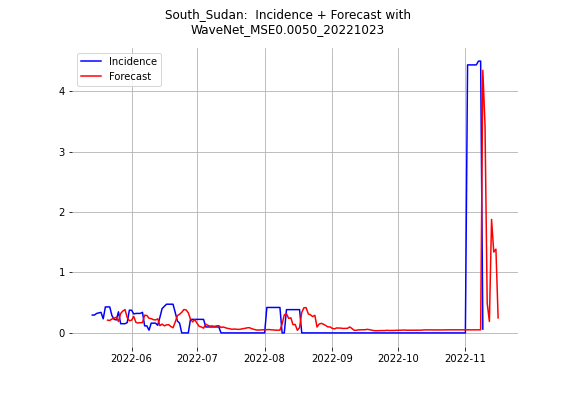 South_Sudan:  Incidence + Forecast with
WaveNet_MSE0.0050_20221023
Incidence
Forecast
4
3
2
1
0
2022-06 2022-07 2022-08 2022-09 2022-10 2022-11